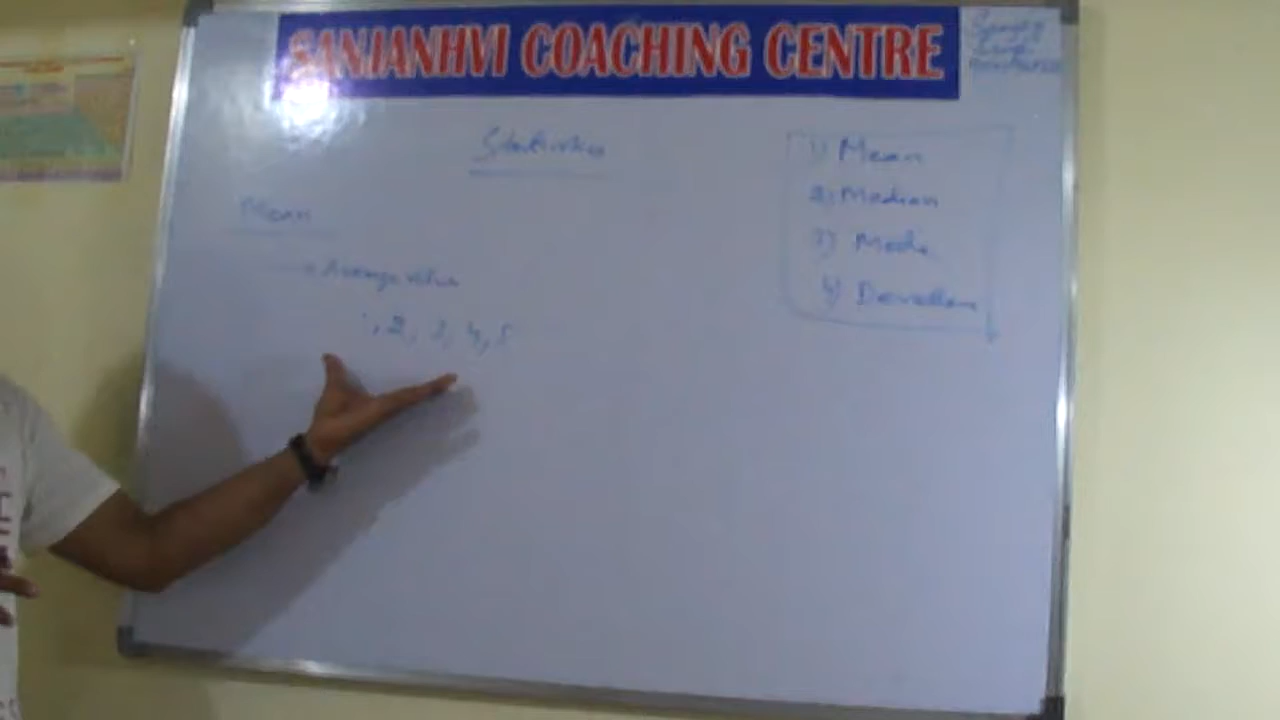 SANJANHVI COACHING CENTRE
Statistics
Mean
→ Average value
1, 2, 3, 4, 5
1) Mean
2) Median
3) Mode
4) Deviation